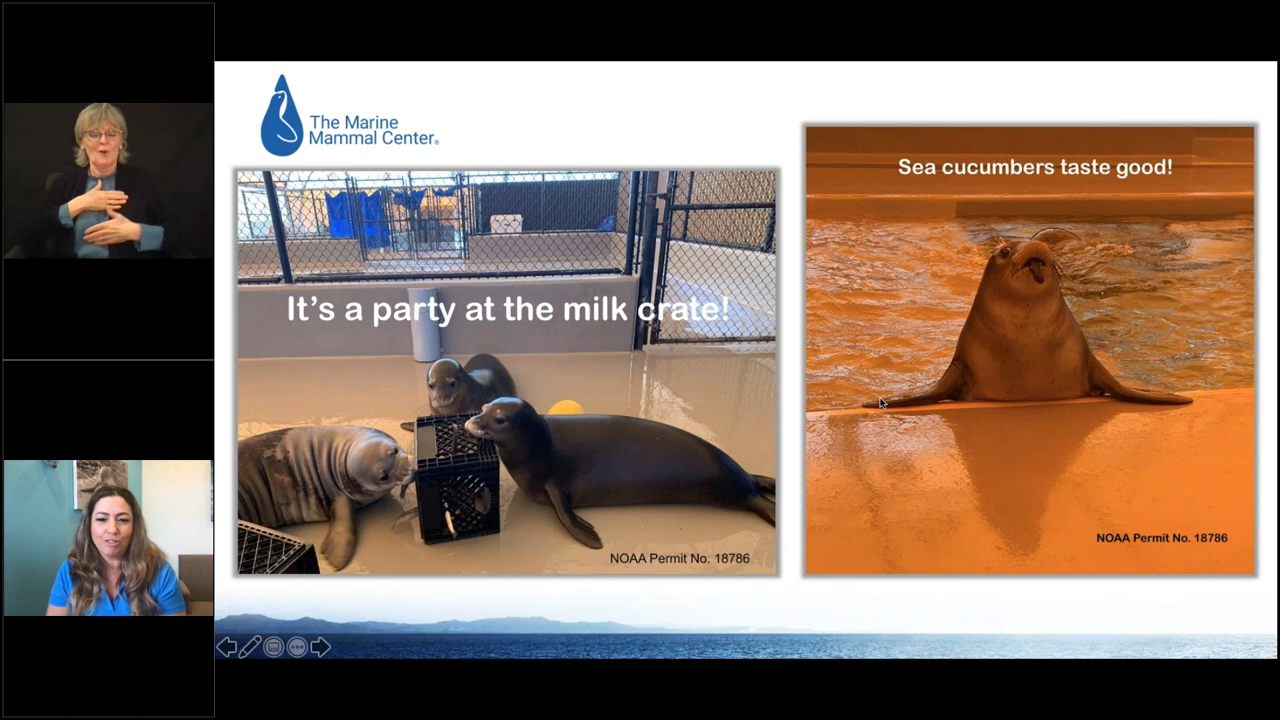 The Marine
Mammal Center®
It's a party at the milk crate!
NOAA Permit No. 18786
Sea cucumbers taste good!
NOAA Permit No. 18786